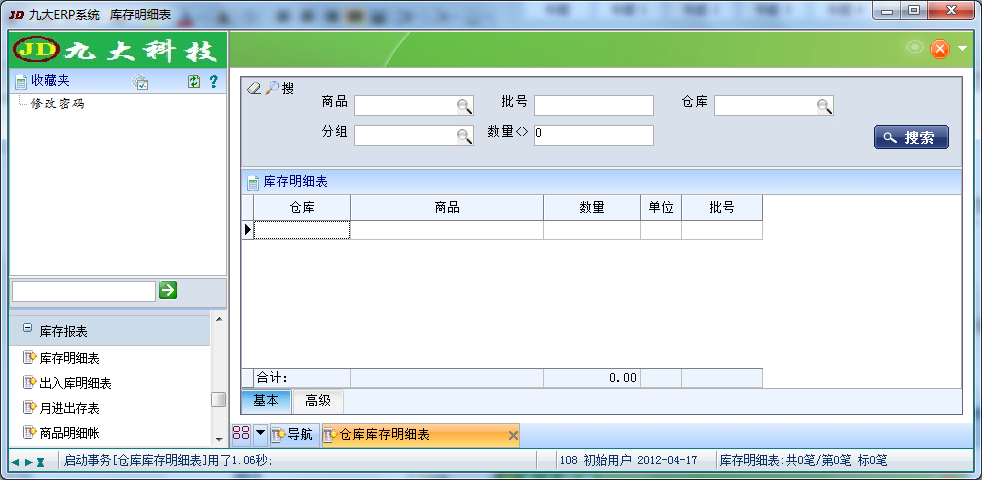 JD 九大ERP系统 库存明细表
JD 九大科技
收藏夹
修改密码
搜
商品 批号 仓库
分组 数量<> 0
搜索
库存明细表
仓库 商品 数量 单位 批号
合计: 0.00
基本 高级
库存报表
库存明细表
出入库明细表
月进出存表
商品明细帐
导航 仓库库存明细表
启动事务[仓库库存明细表]用了1.06秒; 108 初始用户 2012-04-17 库存明细表:共0笔/第0笔 标0笔